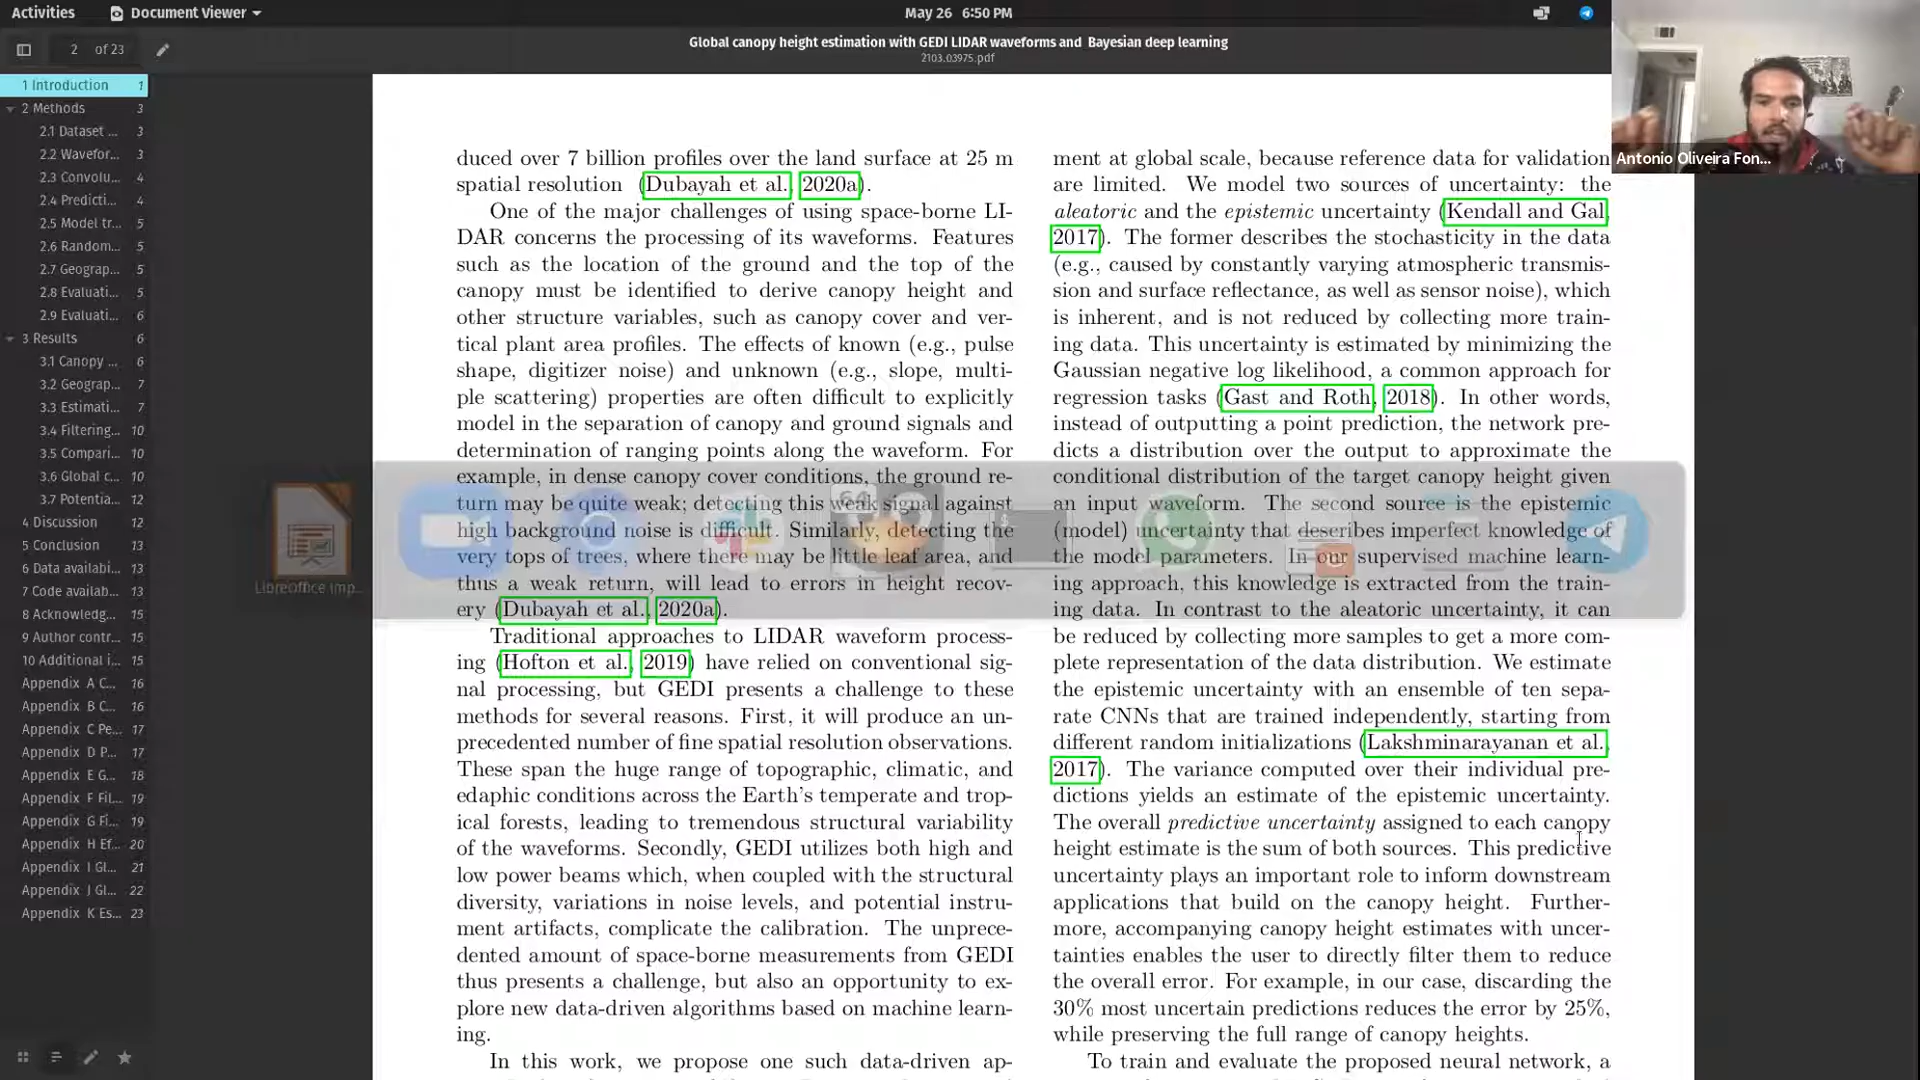 Activities
Document Viewer
May 26 6:50 PM
2 of 23
Global canopy height estimation with GEDI LIDAR waveforms and Bayesian deep learning
2103.03975.pdf
Antonio Oliveira Fon...
1 Introduction 1
2 Methods 3
2.1 Dataset ... 3
2.2 Wavefor... 3
2.3 Convolu... 4
2.4 Predicti... 4
2.5 Model tr... 5
2.6 Random... 5
2.7 Geograp... 5
2.8 Evaluati... 5
2.9 Evaluati... 6
3 Results 6
3.1 Canopy ... 6
3.2 Geograp... 7
3.3 Estimati... 7
3.4 Filtering... 10
3.5 Compari... 10
3.6 Global c... 10
3.7 Potentia... 12
4 Discussion 12
5 Conclusion 13
6 Data availabi... 13
7 Code availabi... 13
8 Acknowledg... 15
9 Author contr... 15
10 Additional i... 15
Appendix A C... 16
Appendix B C... 16
Appendix C Pe... 17
Appendix D P... 17
Appendix E G... 18
Appendix F Fil... 19
Appendix G Fi... 19
Appendix H Ef... 20
Appendix I Gl... 21
Appendix J Gl... 22
Appendix K Es... 23
duced over 7 billion profiles over the land surface at 25 m
spatial resolution (Dubayah et al., 2020a).
One of the major challenges of using space-borne LI-
DAR concerns the processing of its waveforms. Features
such as the location of the ground and the top of the
canopy must be identified to derive canopy height and
other structure variables, such as canopy cover and ver-
tical plant area profiles. The effects of known (e.g., pulse
shape, digitizer noise) and unknown (e.g., slope, multi-
ple scattering) properties are often difficult to explicitly
model in the separation of canopy and ground signals and
determination of ranging points along the waveform. For
example, in dense canopy cover conditions, the ground re-
turn may be quite weak; detecting this weak signal against
high background noise is difficult. Similarly, detecting the
very tops of trees, where there may be little leaf area, and
thus a weak return, will lead to errors in height recov-
ery (Dubayah et al., 2020a).
Traditional approaches to LIDAR waveform process-
ing (Hofton et al., 2019) have relied on conventional sig-
nal processing, but GEDI presents a challenge to these
methods for several reasons. First, it will produce an un-
precedented number of fine spatial resolution observations.
These span the huge range of topographic, climatic, and
edaphic conditions across the Earth's temperate and trop-
ical forests, leading to tremendous structural variability
of the waveforms. Secondly, GEDI utilizes both high and
low power beams which, when coupled with the structural
diversity, variations in noise levels, and potential instru-
ment artifacts, complicate the calibration. The unprece-
dented amount of space-borne measurements from GEDI
thus presents a challenge, but also an opportunity to ex-
plore new data-driven algorithms based on machine learn-
ing.
In this work, we propose one such data-driven ap-
ment at global scale, because reference data for validation
are limited. We model two sources of uncertainty: the
aleatoric and the epistemic uncertainty (Kendall and Gal,
2017). The former describes the stochasticity in the data
(e.g., caused by constantly varying atmospheric transmis-
sion and surface reflectance, as well as sensor noise), which
is inherent, and is not reduced by collecting more train-
ing data. This uncertainty is estimated by minimizing the
Gaussian negative log likelihood, a common approach for
regression tasks (Gast and Roth, 2018). In other words,
instead of outputting a point prediction, the network pre-
dicts a distribution over the output to approximate the
conditional distribution of the target canopy height given
an input waveform. The second source is the epistemic
(model) uncertainty that describes imperfect knowledge of
the model parameters. In our supervised machine learn-
ing approach, this knowledge is extracted from the train-
ing data. In contrast to the aleatoric uncertainty, it can
be reduced by collecting more samples to get a more com-
plete representation of the data distribution. We estimate
the epistemic uncertainty with an ensemble of ten sepa-
rate CNNs that are trained independently, starting from
different random initializations (Lakshminarayanan et al.,
2017). The variance computed over their individual pre-
dictions yields an estimate of the epistemic uncertainty.
The overall predictive uncertainty assigned to each canopy
height estimate is the sum of both sources. This predictive
uncertainty plays an important role to inform downstream
applications that build on the canopy height. Further-
more, accompanying canopy height estimates with uncer-
tainties enables the user to directly filter them to reduce
the overall error. For example, in our case, discarding the
30% most uncertain predictions reduces the error by 25%,
while preserving the full range of canopy heights.
To train and evaluate the proposed neural network, a
LibreOffice Imp...
64